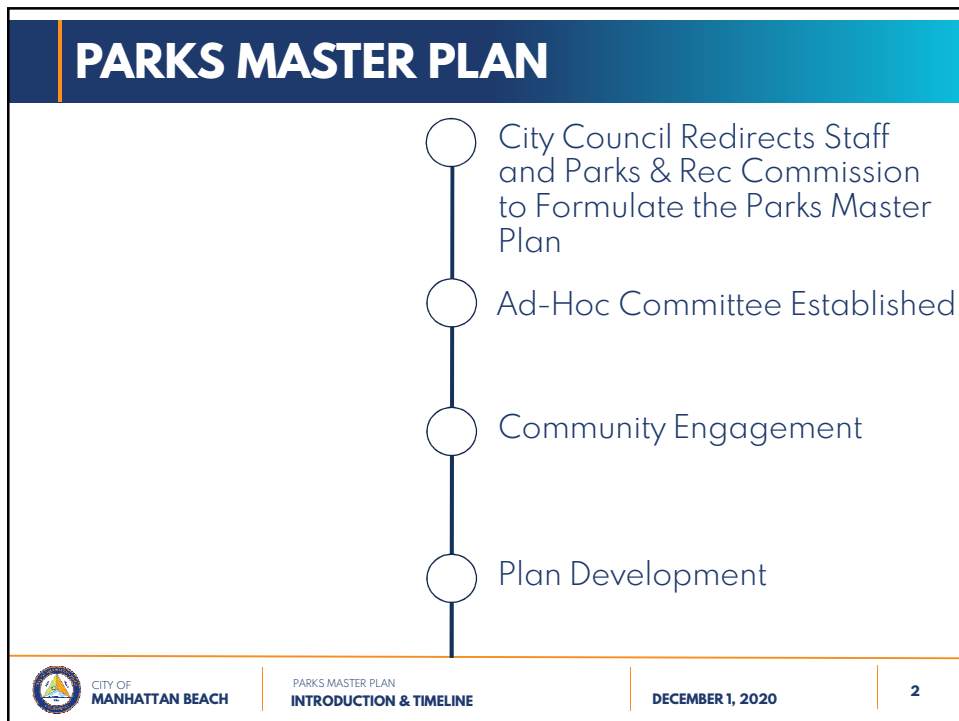 PARKS MASTER PLAN
City Council Redirects Staff
and Parks & Rec Commission
to Formulate the Parks Master
Plan
Ad-Hoc Committee Established
Community Engagement
Plan Development
CITY OF
MANHATTAN BEACH
PARKS MASTER PLAN
INTRODUCTION & TIMELINE
DECEMBER 1, 2020
2